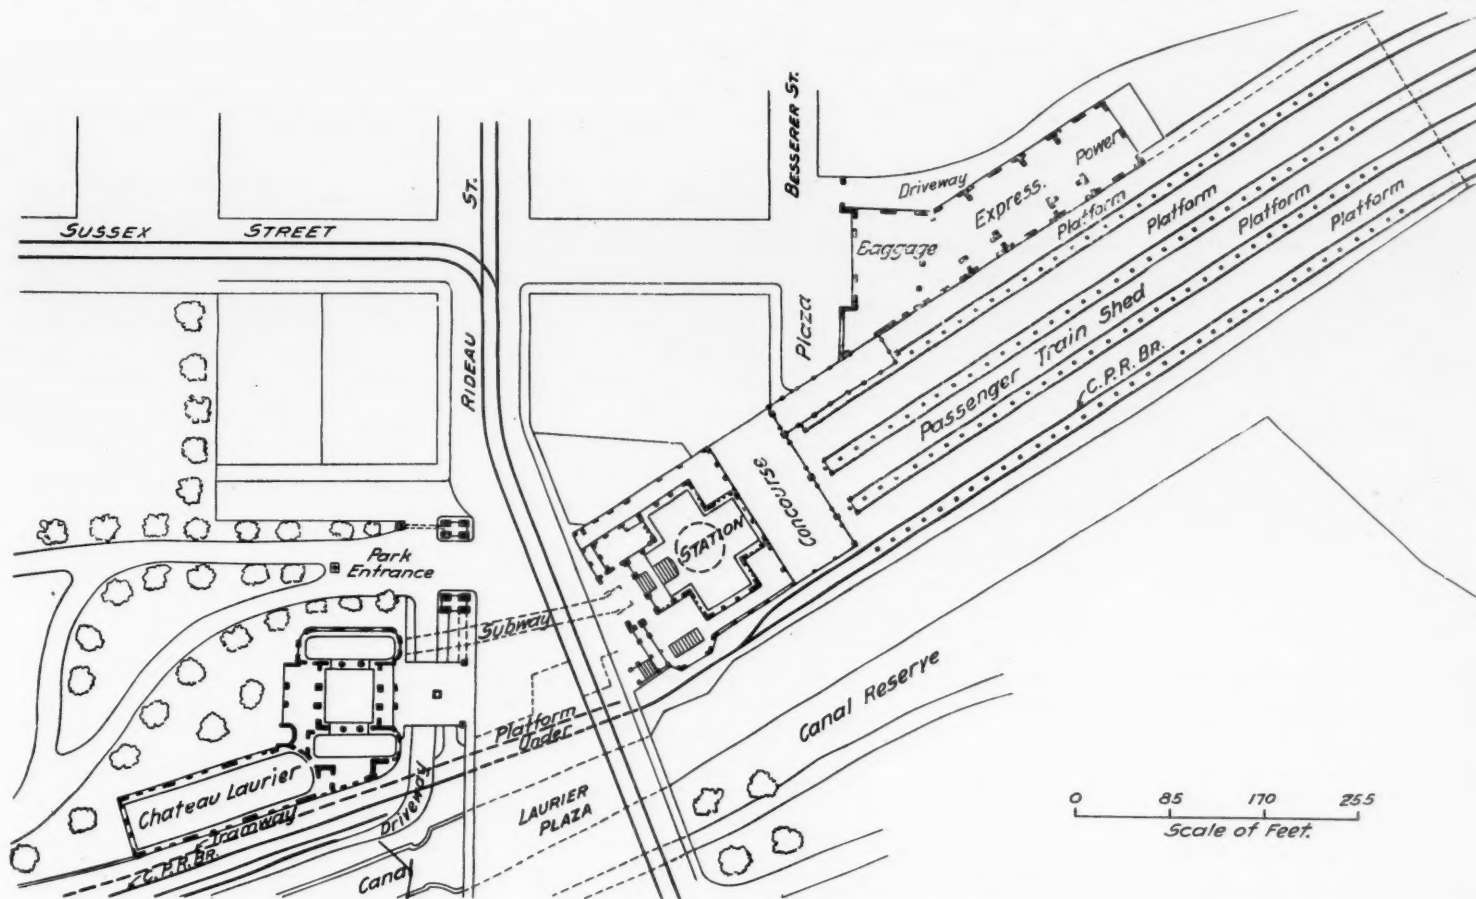 BESSERER ST.
Power
ST.
Driveway
Express.
Platform
Platform
Platform
Platform
SUSSEX STREET
Baggage
Plaza
Passenger Train Shed
C.P.R. BR.
RIDEAU
CONCOURSE
STATION
Park
Entrance
Subway
Canal Reserve
Platform
Under
Chateau Laurier
Driveway
LAURIER
PLAZA
Tramway
C.P.R. BR.
Canal
0 85 170 255
Scale of Feet.